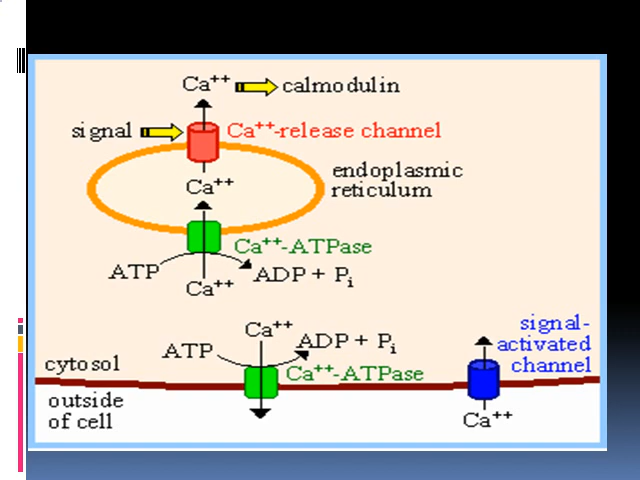 Ca⁺⁺ calmodulin
signal Ca⁺⁺-release channel
endoplasmic
reticulum
Ca⁺⁺
Ca⁺⁺-ATPase
ATP ADP + Pᵢ
Ca⁺⁺
Ca⁺⁺
ATP ADP + Pᵢ
Ca⁺⁺-ATPase
signal-
activated
channel
cytosol
outside
of cell
Ca⁺⁺